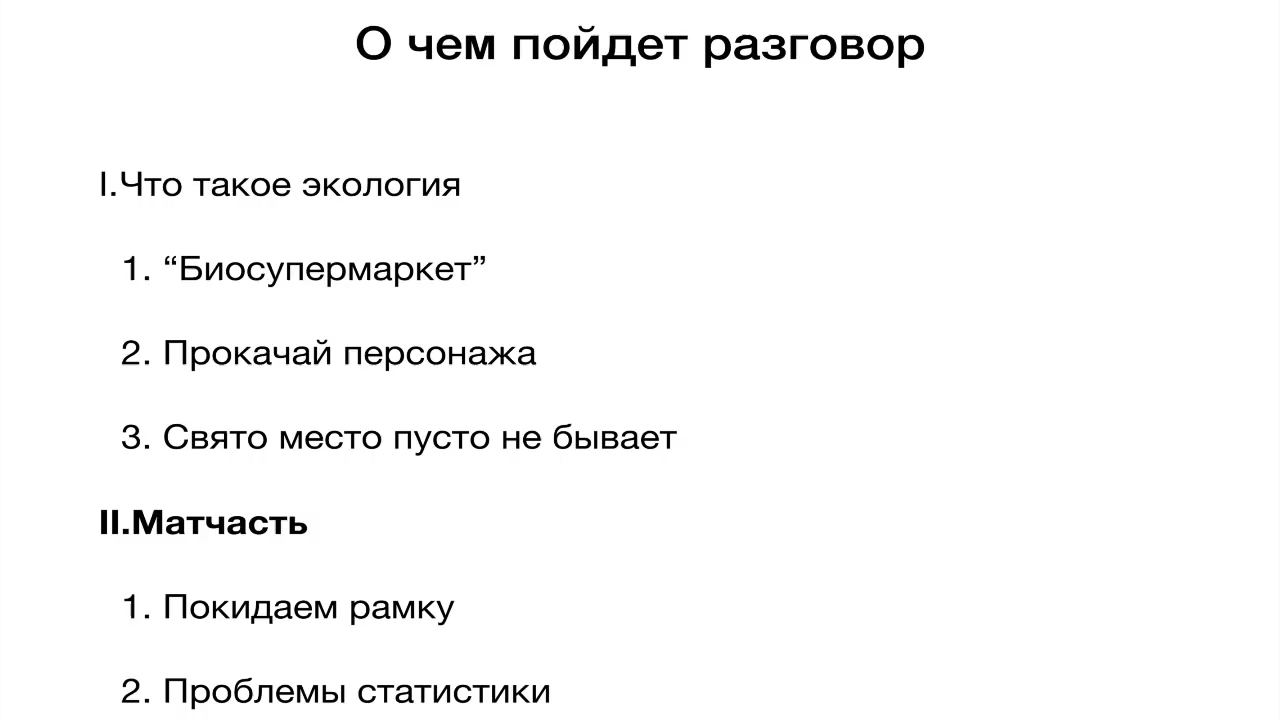 О чем пойдет разговор
I.Что такое экология
1. “Биосупермаркет”
2. Прокачай персонажа
3. Свято место пусто не бывает
II.Матчасть
1. Покидаем рамку
2. Проблемы статистики